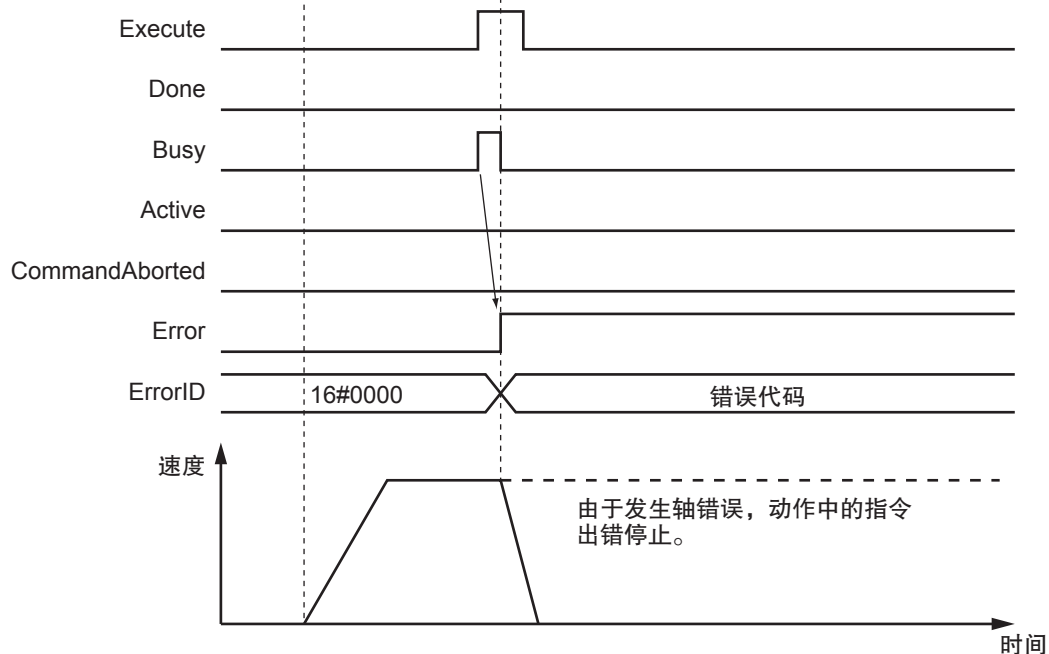 Execute
Done
Busy
Active
CommandAborted
Error
ErrorID
16#0000
错误代码
速度
由于发生轴错误，动作中的指令
出错停止。
时间